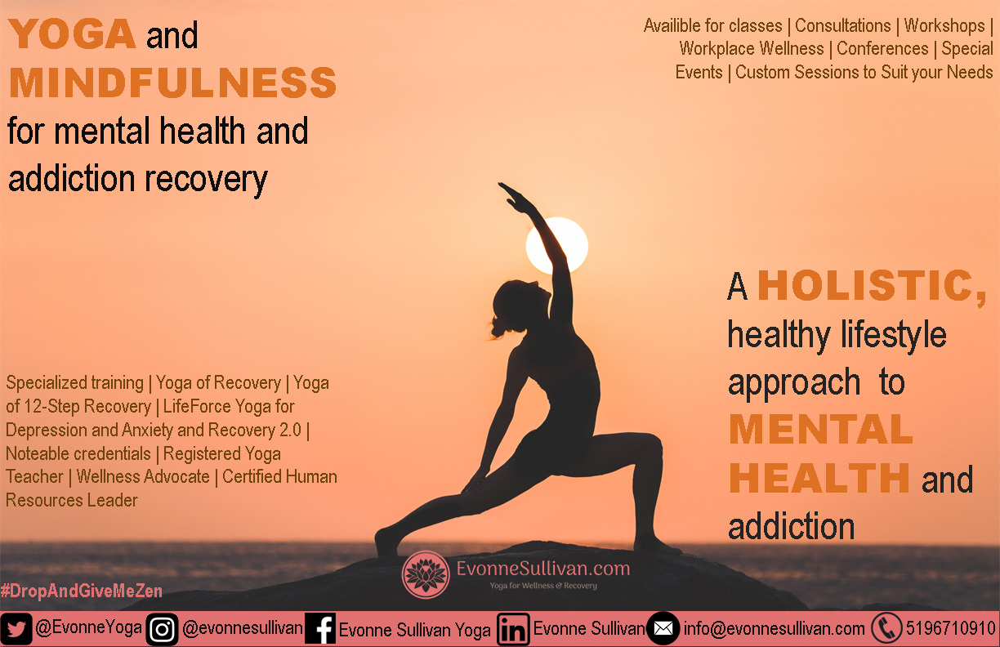 YOGA and
MINDFULNESS
for mental health and
addiction recovery
Availible for classes | Consultations | Workshops |
Workplace Wellness | Conferences | Special
Events | Custom Sessions to Suit your Needs
A HOLISTIC,
healthy lifestyle
approach to
MENTAL
HEALTH and
addiction
Specialized training | Yoga of Recovery | Yoga
of 12-Step Recovery | LifeForce Yoga for
Depression and Anxiety and Recovery 2.0 |
Noteable credentials | Registered Yoga
Teacher | Wellness Advocate | Certified Human
Resources Leader
EvonneSullivan.com
Yoga for Wellness & Recovery
#DropAndGiveMeZen
@EvonneYoga @evonnesullivan Evonne Sullivan Yoga Evonne Sullivan info@evonnesullivan.com 5196710910